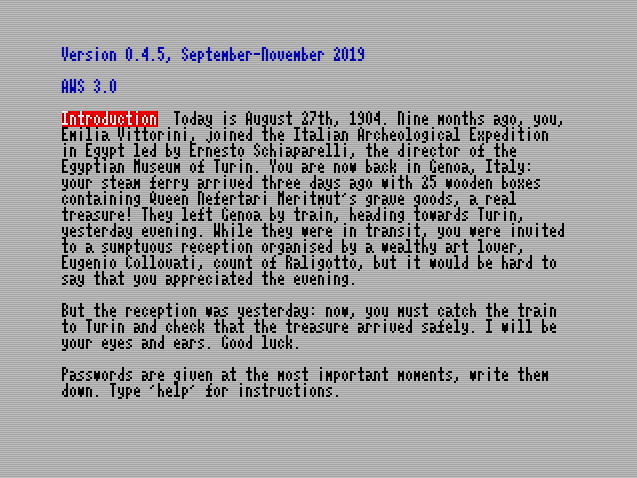 Version 0.4.5, September-November 2019
AWS 3.0
Introduction Today is August 27th, 1904. Nine months ago, you,
Emilia Vittorini, joined the Italian Archeological Expedition
in Egypt led by Ernesto Schiaparelli, the director of the
Egyptian Museum of Turin. You are now back in Genoa, Italy:
your steam ferry arrived three days ago with 25 wooden boxes
containing Queen Nefertari Meritmut's grave goods, a real
treasure! They left Genoa by train, heading towards Turin,
yesterday evening. While they were in transit, you were invited
to a sumptuous reception organised by a wealthy art lover,
Eugenio Collovati, count of Raligotto, but it would be hard to
say that you appreciated the evening.
But the reception was yesterday: now, you must catch the train
to Turin and check that the treasure arrived safely. I will be
your eyes and ears. Good luck.
Passwords are given at the most important moments, write them
down. Type 'help' for instructions.